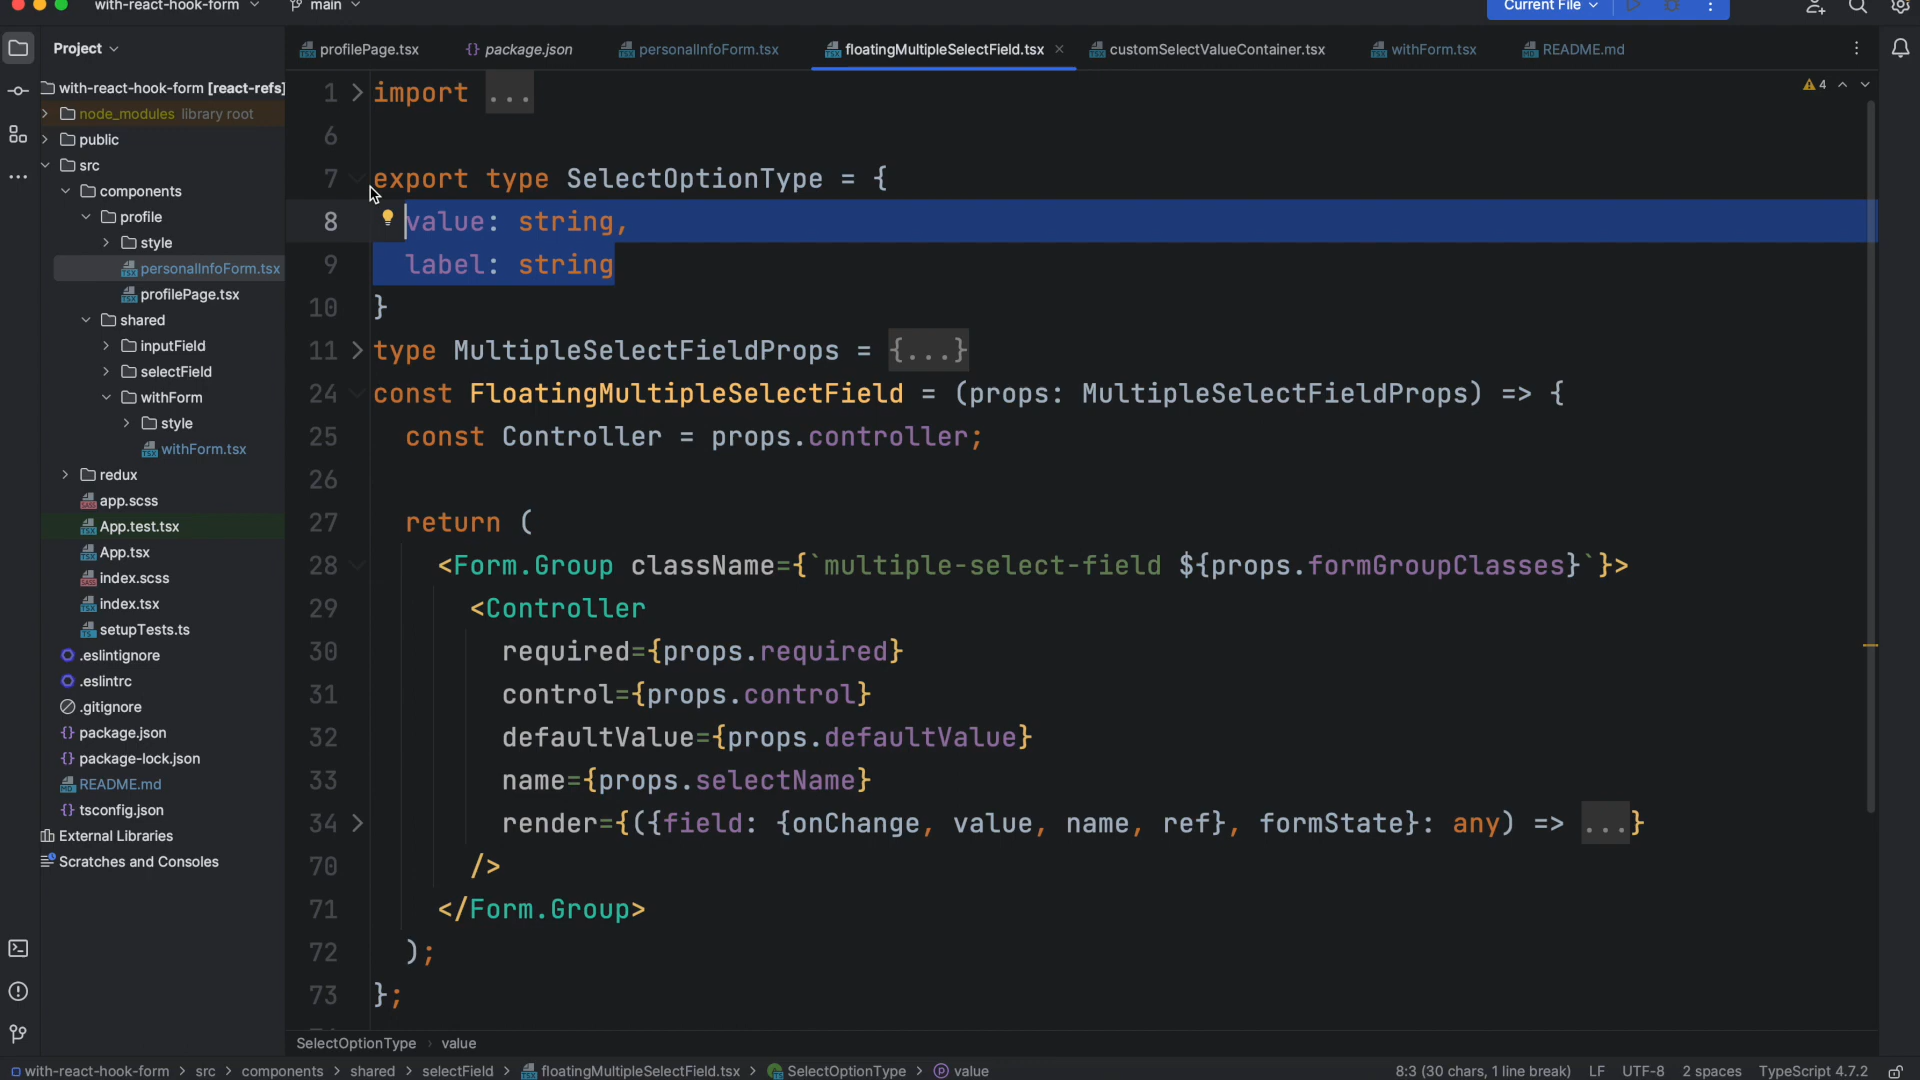 with-react-hook-form main Current File
Project
profilePage.tsx package.json personalInfoForm.tsx floatingMultipleSelectField.tsx customSelectValueContainer.tsx withForm.tsx README.md
with-react-hook-form [react-refs]
node_modules library root
public
src
components
profile
style
personalInfoForm.tsx
profilePage.tsx
shared
inputField
selectField
withForm
style
withForm.tsx
redux
app.scss
App.test.tsx
App.tsx
index.scss
index.tsx
setupTests.ts
.eslintignore
.eslintrc
.gitignore
package.json
package-lock.json
README.md
tsconfig.json
External Libraries
Scratches and Consoles
4
1 import ...
6
7 export type SelectOptionType = {
8 value: string,
9 label: string
10 }
11 type MultipleSelectFieldProps = {...}
24 const FloatingMultipleSelectField = (props: MultipleSelectFieldProps) => {
25 const Controller = props.controller;
26
27 return (
28 <Form.Group className={`multiple-select-field ${props.formGroupClasses}`}>
29 <Controller
30 required={props.required}
31 control={props.control}
32 defaultValue={props.defaultValue}
33 name={props.selectName}
34 render={({field: {onChange, value, name, ref}, formState}: any) => ...}
70 />
71 </Form.Group>
72 );
73 };
SelectOptionType › value
with-react-hook-form > src > components > shared > selectField > floatingMultipleSelectField.tsx > SelectOptionType > value 8:3 (30 chars, 1 line break) LF UTF-8 2 spaces TypeScript 4.7.2